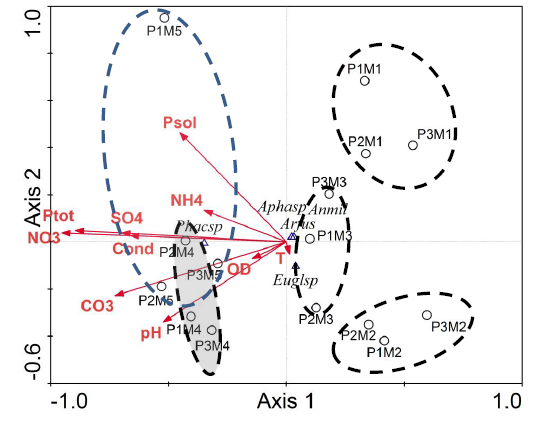 1.0
P1M5
P1M1
Psol
P2M1
P3M1
NH4
P3M3
Aphasp
Anmii
Ptot
SO4
Phacsp
Arfus
NO3
P1M3
Cond
P2M4
T
OD
P3M5
Euglsp
P2M5
CO3
P2M3
P1M4
P3M2
pH
P2M2
P3M4
P1M2
Axis 2
-0.6
-1.0
Axis 1
1.0